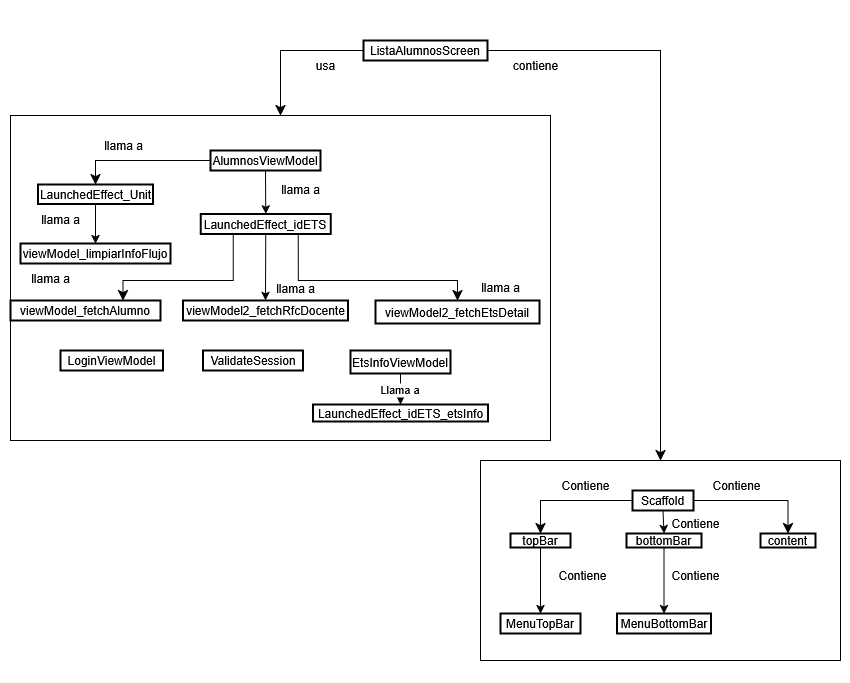 ListaAlumnosScreen
usa
contiene
llama a
AlumnosViewModel
LaunchedEffect_Unit
llama a
llama a
LaunchedEffect_idETS
viewModel_limpiarInfoFlujo
llama a
llama a
llama a
viewModel_fetchAlumno
viewModel2_fetchRfcDocente
viewModel2_fetchEtsDetail
LoginViewModel
ValidateSession
EtsInfoViewModel
Llama a
LaunchedEffect_idETS_etsInfo
Contiene
Scaffold
Contiene
Contiene
topBar
bottomBar
content
Contiene
Contiene
MenuTopBar
MenuBottomBar